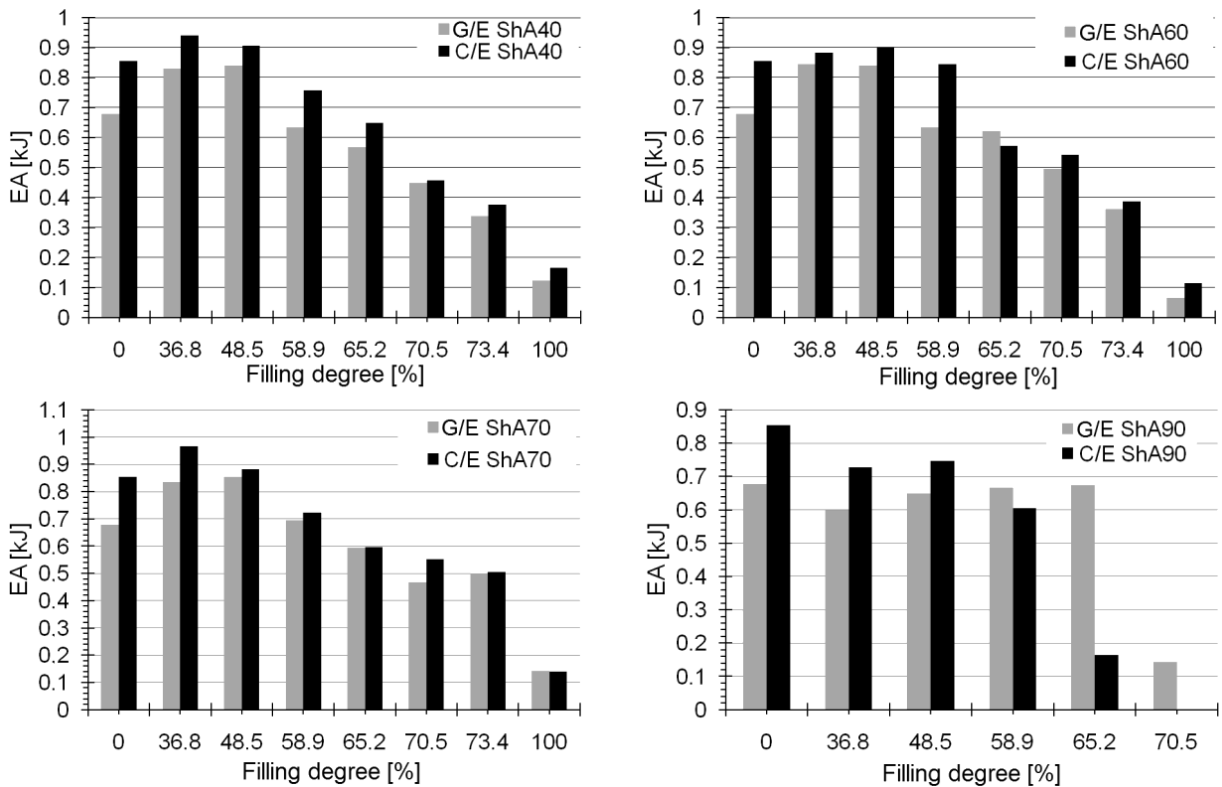 1
0.9
0.8
0.7
0.6
0.5
0.4
0.3
0.2
0.1
0
EA [kJ]
G/E ShA40
C/E ShA40
0 36.8 48.5 58.9 65.2 70.5 73.4 100
Filling degree [%]
1
0.9
0.8
0.7
0.6
0.5
0.4
0.3
0.2
0.1
0
EA [kJ]
G/E ShA60
C/E ShA60
0 36.8 48.5 58.9 65.2 70.5 73.4 100
Filling degree [%]
1.1
1
0.9
0.8
0.7
0.6
0.5
0.4
0.3
0.2
0.1
0
EA [kJ]
G/E ShA70
C/E ShA70
0 36.8 48.5 58.9 65.2 70.5 73.4 100
Filling degree [%]
0.9
0.8
0.7
0.6
0.5
0.4
0.3
0.2
0.1
0
EA [kJ]
G/E ShA90
C/E ShA90
0 36.8 48.5 58.9 65.2 70.5
Filling degree [%]